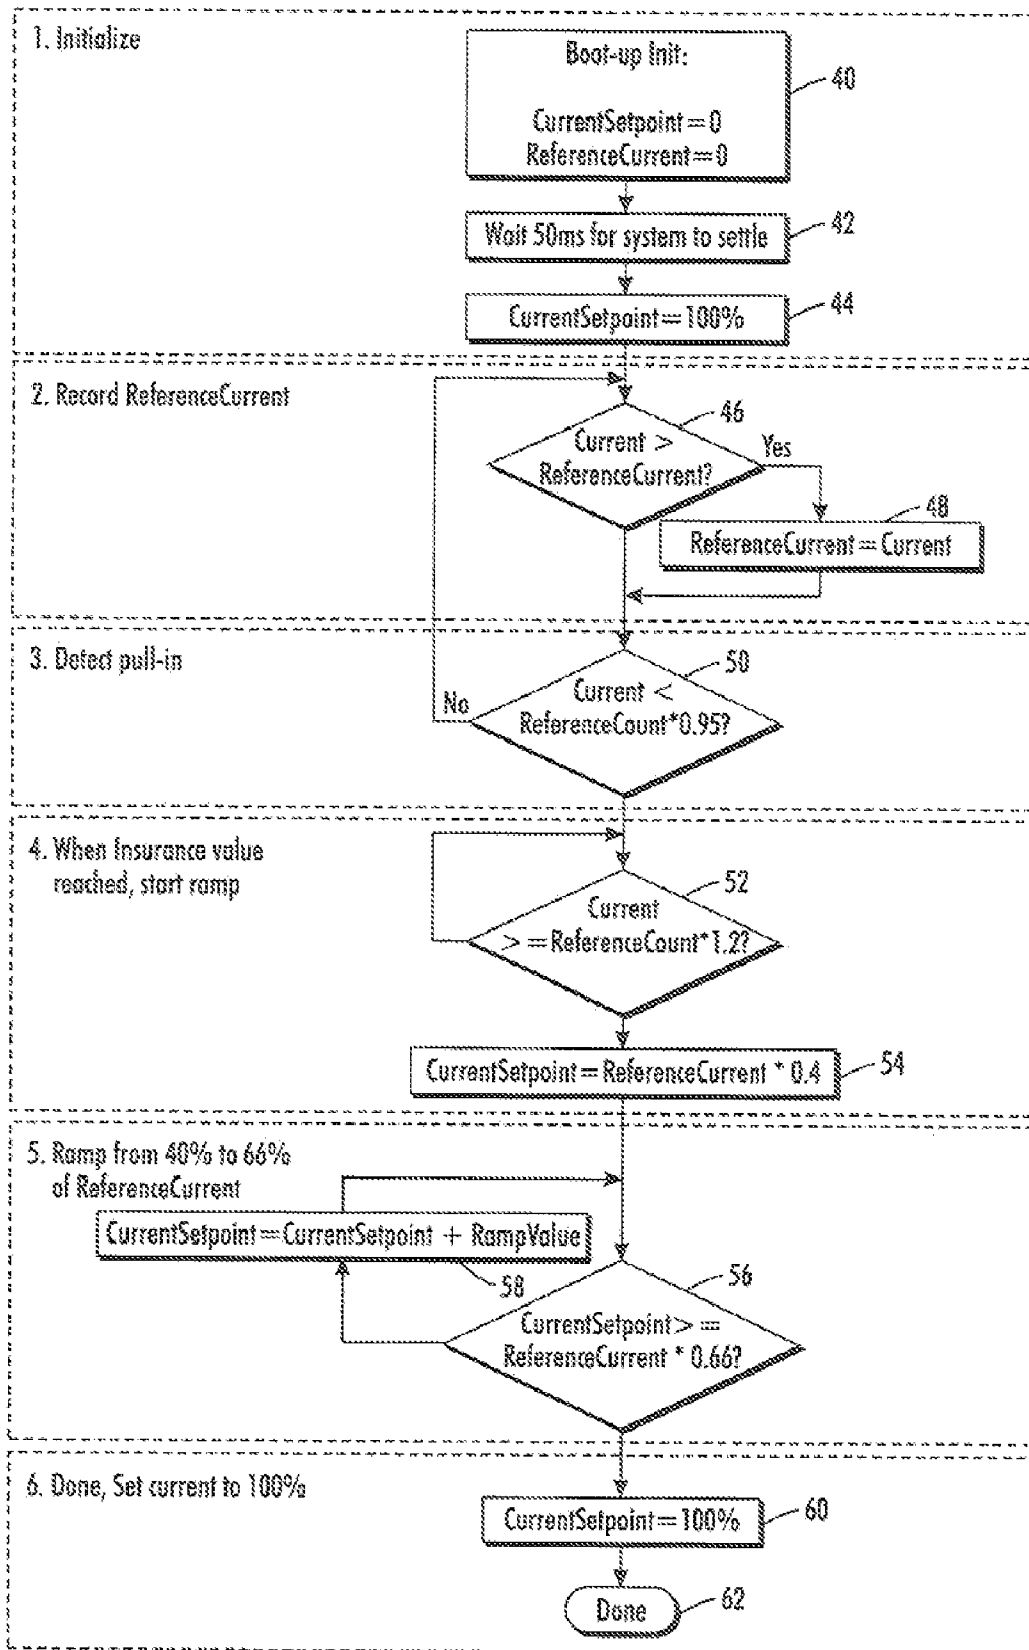 1. Initialize
Boot-up Init:
CurrentSetpoint=0
ReferenceCurrent=0
40
Wait 50ms for system to settle
42
CurrentSetpoint=100%
44
2. Record ReferenceCurrent
46
Current >
ReferenceCurrent?
Yes
48
ReferenceCurrent=Current
3. Detect pull-in
50
Current <
ReferenceCount*0.95?
No
4. When Insurance value
reached, start ramp
52
Current
>=ReferenceCount*1.2?
CurrentSetpoint=ReferenceCurrent * 0.4
54
5. Ramp from 40% to 66%
of ReferenceCurrent
CurrentSetpoint=CurrentSetpoint + RampValue
58
56
CurrentSetpoint>=
ReferenceCurrent * 0.66?
6. Done, Set current to 100%
CurrentSetpoint=100%
60
Done
62